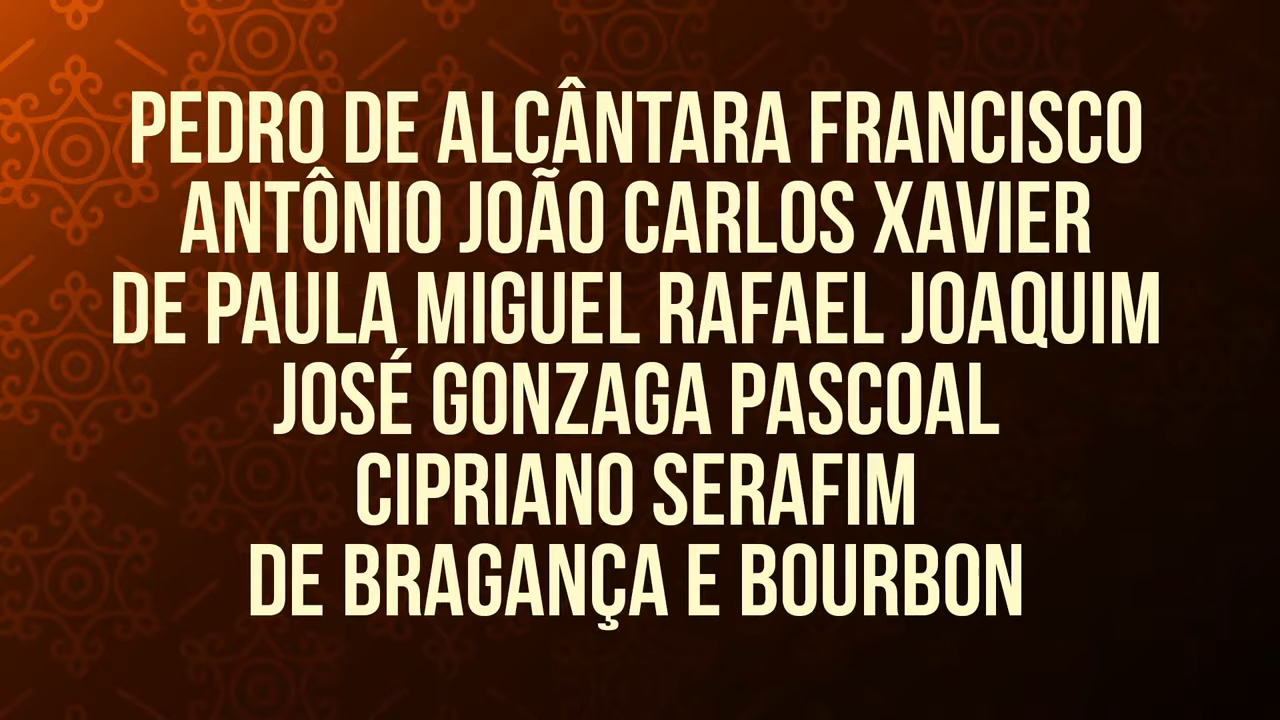 PEDRO DE ALCÂNTARA FRANCISCO
ANTÔNIO JOÃO CARLOS XAVIER
DE PAULA MIGUEL RAFAEL JOAQUIM
JOSÉ GONZAGA PASCOAL
CIPRIANO SERAFIM
DE BRAGANÇA E BOURBON